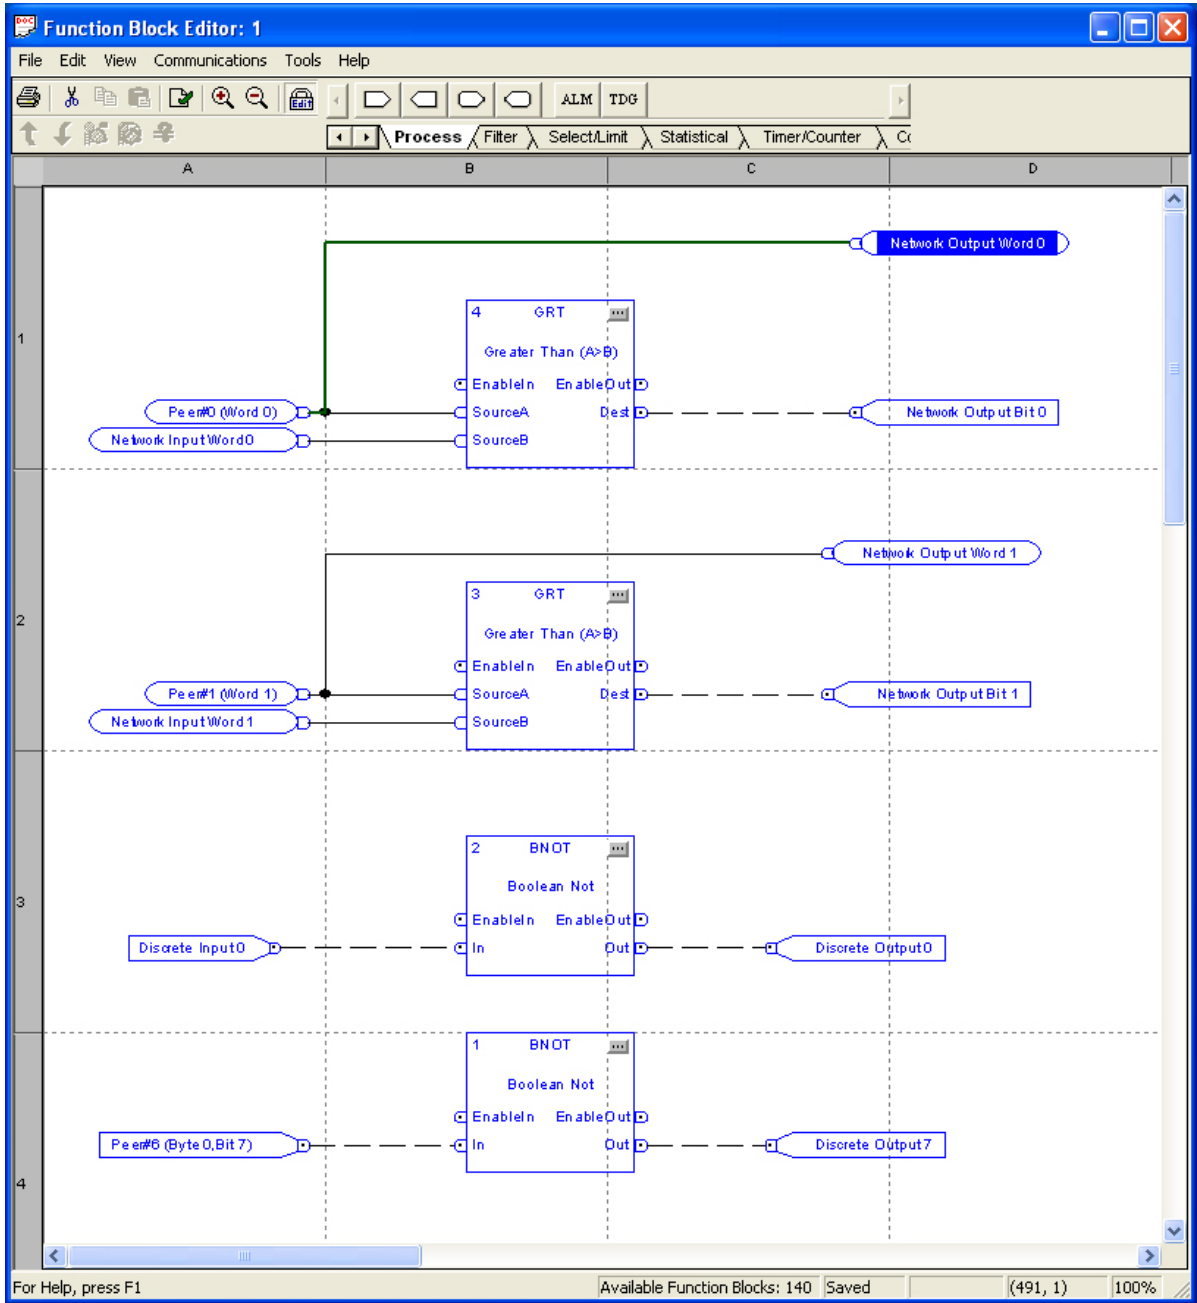 DOC
Function Block Editor: 1
File Edit View Communications Tools Help
Edit ALM TDG
Process Filter Select/Limit Statistical Timer/Counter
A B C D
1
Network Output Word 0
4 GRT
Greater Than (A>B)
EnableIn EnableOut
Peer#0 (Word 0) SourceA Dest Network Output Bit 0
Network Input Word 0 SourceB
2
Network Output Word 1
3 GRT
Greater Than (A>B)
EnableIn EnableOut
Peer#1 (Word 1) SourceA Dest Network Output Bit 1
Network Input Word 1 SourceB
3
2 BNOT
Boolean Not
EnableIn EnableOut
Discrete Input 0 In Out Discrete Output 0
4
1 BNOT
Boolean Not
EnableIn EnableOut
Peer#6 (Byte 0,Bit 7) In Out Discrete Output 7
For Help, press F1 Available Function Blocks: 140 Saved (491, 1) 100%